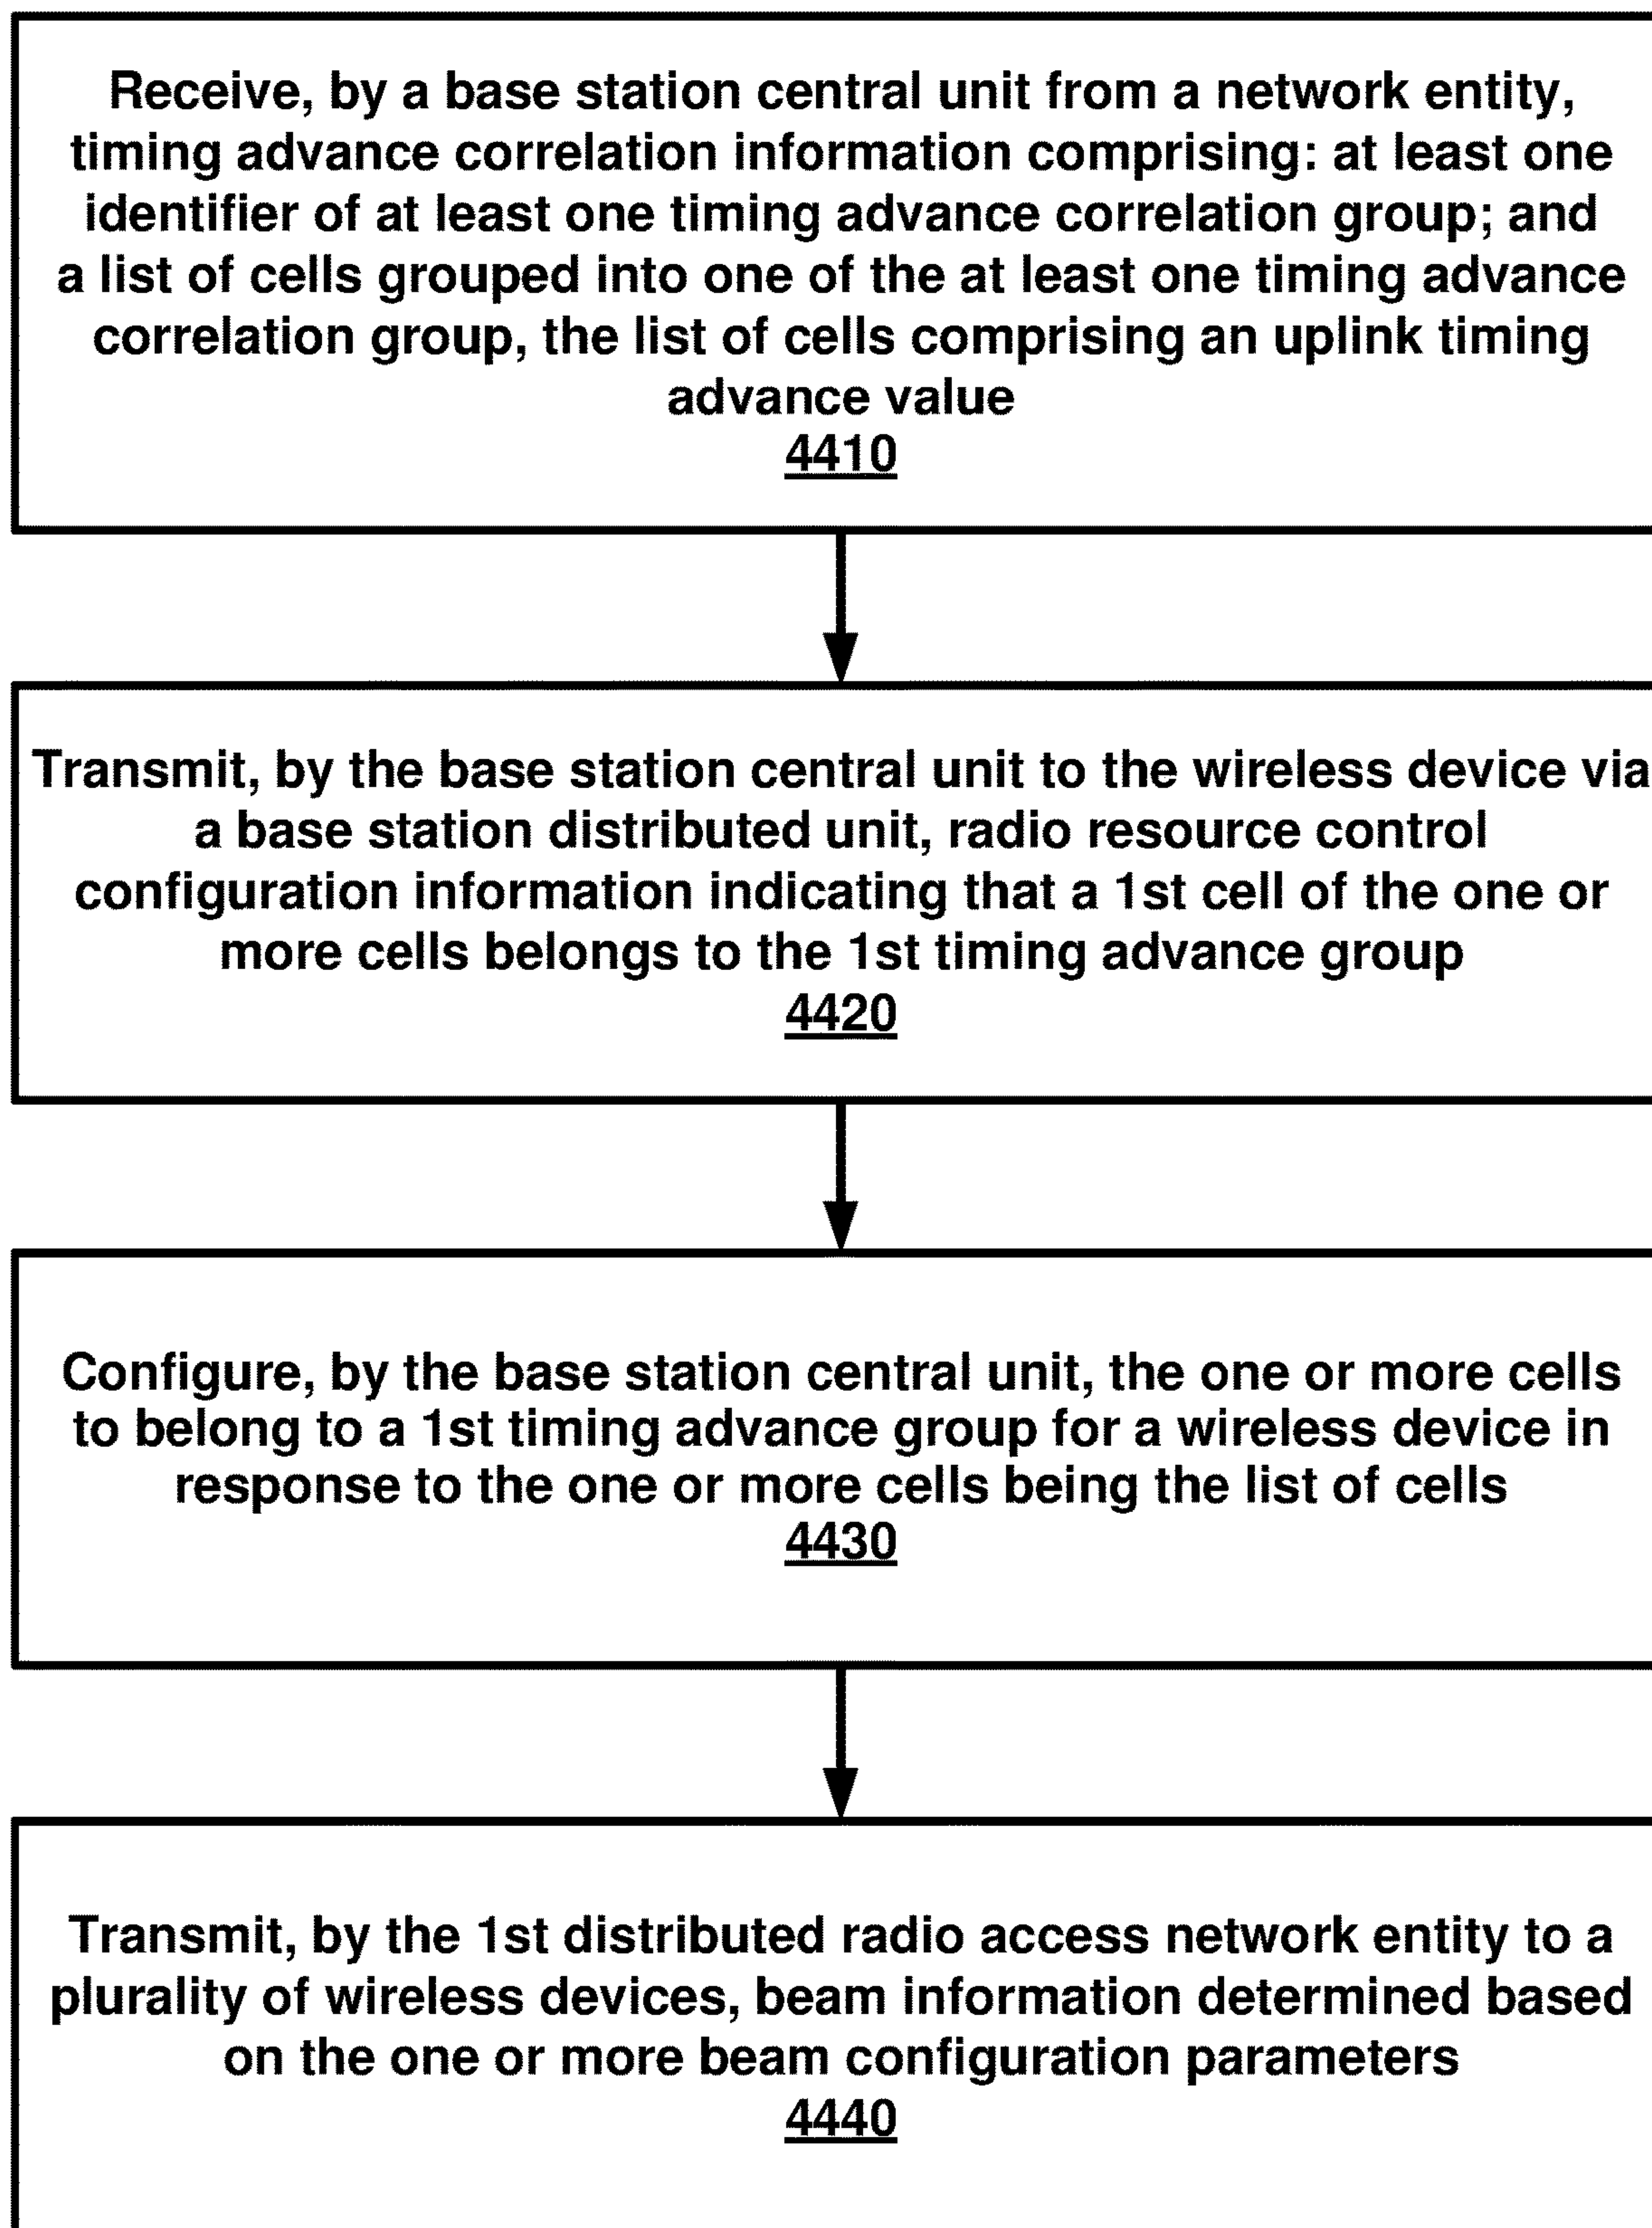 Receive, by a base station central unit from a network entity,
timing advance correlation information comprising: at least one
identifier of at least one timing advance correlation group; and
a list of cells grouped into one of the at least one timing advance
correlation group, the list of cells comprising an uplink timing
advance value
4410
Transmit, by the base station central unit to the wireless device via
a base station distributed unit, radio resource control
configuration information indicating that a 1st cell of the one or
more cells belongs to the 1st timing advance group
4420
Configure, by the base station central unit, the one or more cells
to belong to a 1st timing advance group for a wireless device in
response to the one or more cells being the list of cells
4430
Transmit, by the 1st distributed radio access network entity to a
plurality of wireless devices, beam information determined based
on the one or more beam configuration parameters
4440